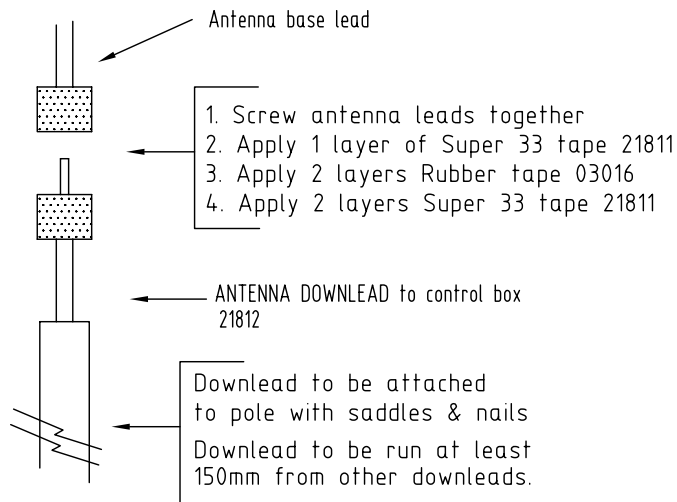 Antenna base lead
1. Screw antenna leads together
2. Apply 1 layer of Super 33 tape 21811
3. Apply 2 layers Rubber tape 03016
4. Apply 2 layers Super 33 tape 21811
ANTENNA DOWNLEAD to control box
21812
Downlead to be attached
to pole with saddles & nails
Downlead to be run at least
150mm from other downleads.